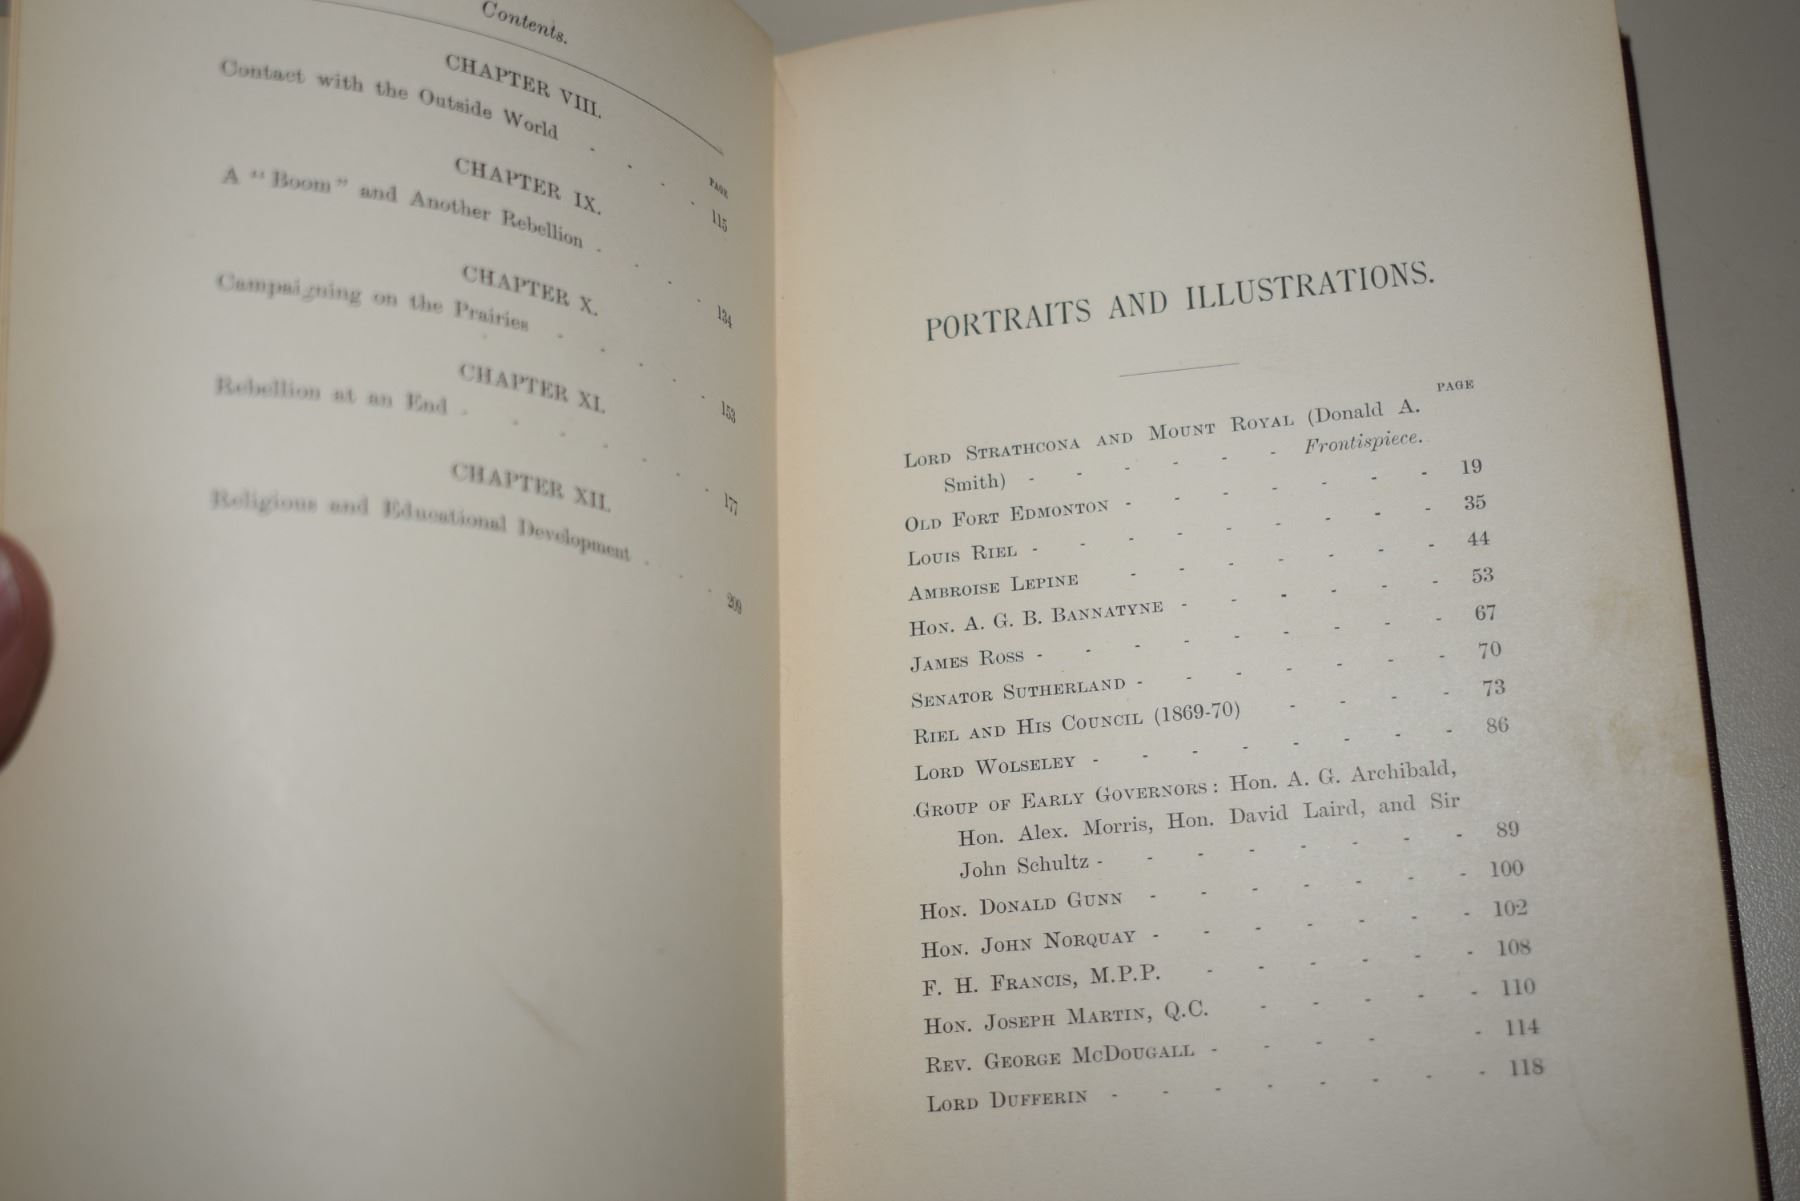 Contents.
CHAPTER VIII.
PAGE
Contact with the Outside World - - - - 115
CHAPTER IX.
A "Boom" and Another Rebellion - - - - 134
CHAPTER X.
Campaigning on the Prairies - - - - - 153
CHAPTER XI.
Rebellion at an End - - - - - - - 177
CHAPTER XII.
Religious and Educational Development - - - 209
PORTRAITS AND ILLUSTRATIONS.
PAGE
LORD STRATHCONA AND MOUNT ROYAL (Donald A.
Smith) - - - - - - Frontispiece.
OLD FORT EDMONTON - - - - - - - 19
LOUIS RIEL - - - - - - - - - 35
AMBROISE LEPINE - - - - - - - 44
HON. A. G. B. BANNATYNE - - - - - - 53
JAMES ROSS - - - - - - - - - 67
SENATOR SUTHERLAND - - - - - - - 70
RIEL AND HIS COUNCIL (1869-70) - - - - 73
LORD WOLSELEY - - - - - - - - 86
GROUP OF EARLY GOVERNORS: Hon. A. G. Archibald,
Hon. Alex. Morris, Hon. David Laird, and Sir
John Schultz - - - - - - - - 89
HON. DONALD GUNN - - - - - - - 100
HON. JOHN NORQUAY - - - - - - - 102
F. H. FRANCIS, M.P.P. - - - - - - 108
HON. JOSEPH MARTIN, Q.C. - - - - - 110
REV. GEORGE MCDOUGALL - - - - - 114
LORD DUFFERIN - - - - - - - - 118